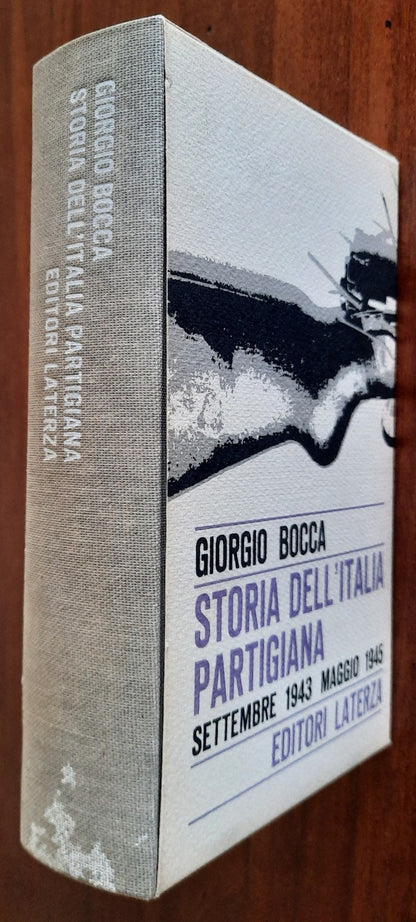 GIORGIO BOCCA
STORIA DELL'ITALIA PARTIGIANA
EDITORI LATERZA
GIORGIO BOCCA
STORIA DELL'ITALIA
PARTIGIANA
SETTEMBRE 1943 MAGGIO 1945
EDITORI LATERZA